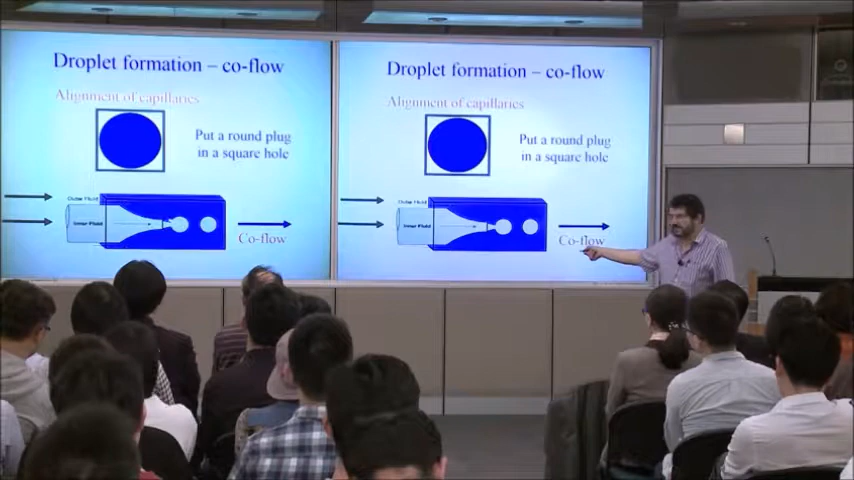 Droplet formation – co-flow
Alignment of capillaries
Put a round plug
in a square hole
Outer Fluid
Inner Fluid
Co-flow
Droplet formation – co-flow
Alignment of capillaries
Put a round plug
in a square hole
Outer Fluid
Inner Fluid
Co-flow